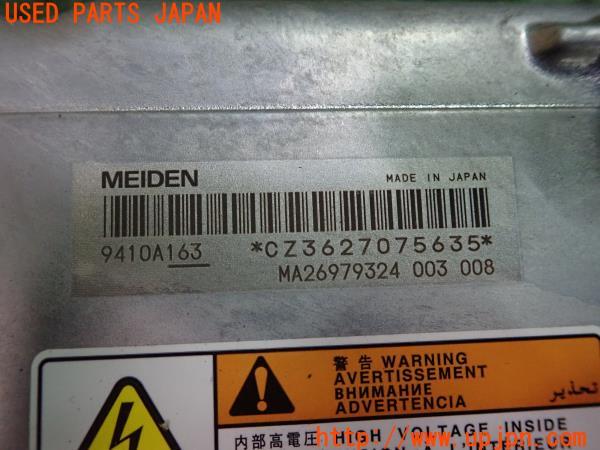 USED PARTS JAPAN
MEIDEN
MADE IN JAPAN
9410A163 *CZ3627075635*
MA26979324 003 008
警告 WARNING
AVERTISSEMENT
ВНИМАНИЕ
ADVERTENCIA
تحذير
内部高電圧 HIGH VOLTAGE INSIDE
http://www.upjpn.com